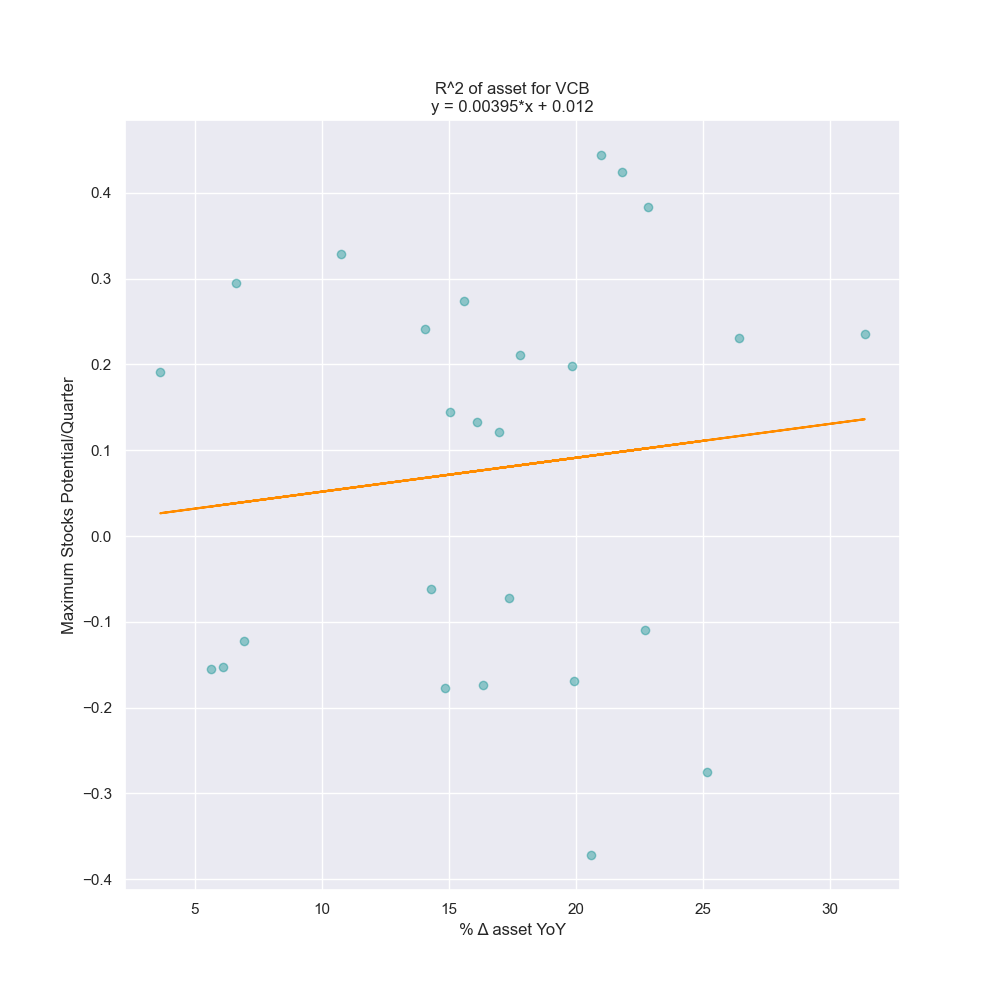 R^2 of asset for VCB
y = 0.00395*x + 0.012
Maximum Stocks Potential/Quarter
0.4
0.3
0.2
0.1
0.0
−0.1
−0.2
−0.3
−0.4
5 10 15 20 25 30
% Δ asset YoY